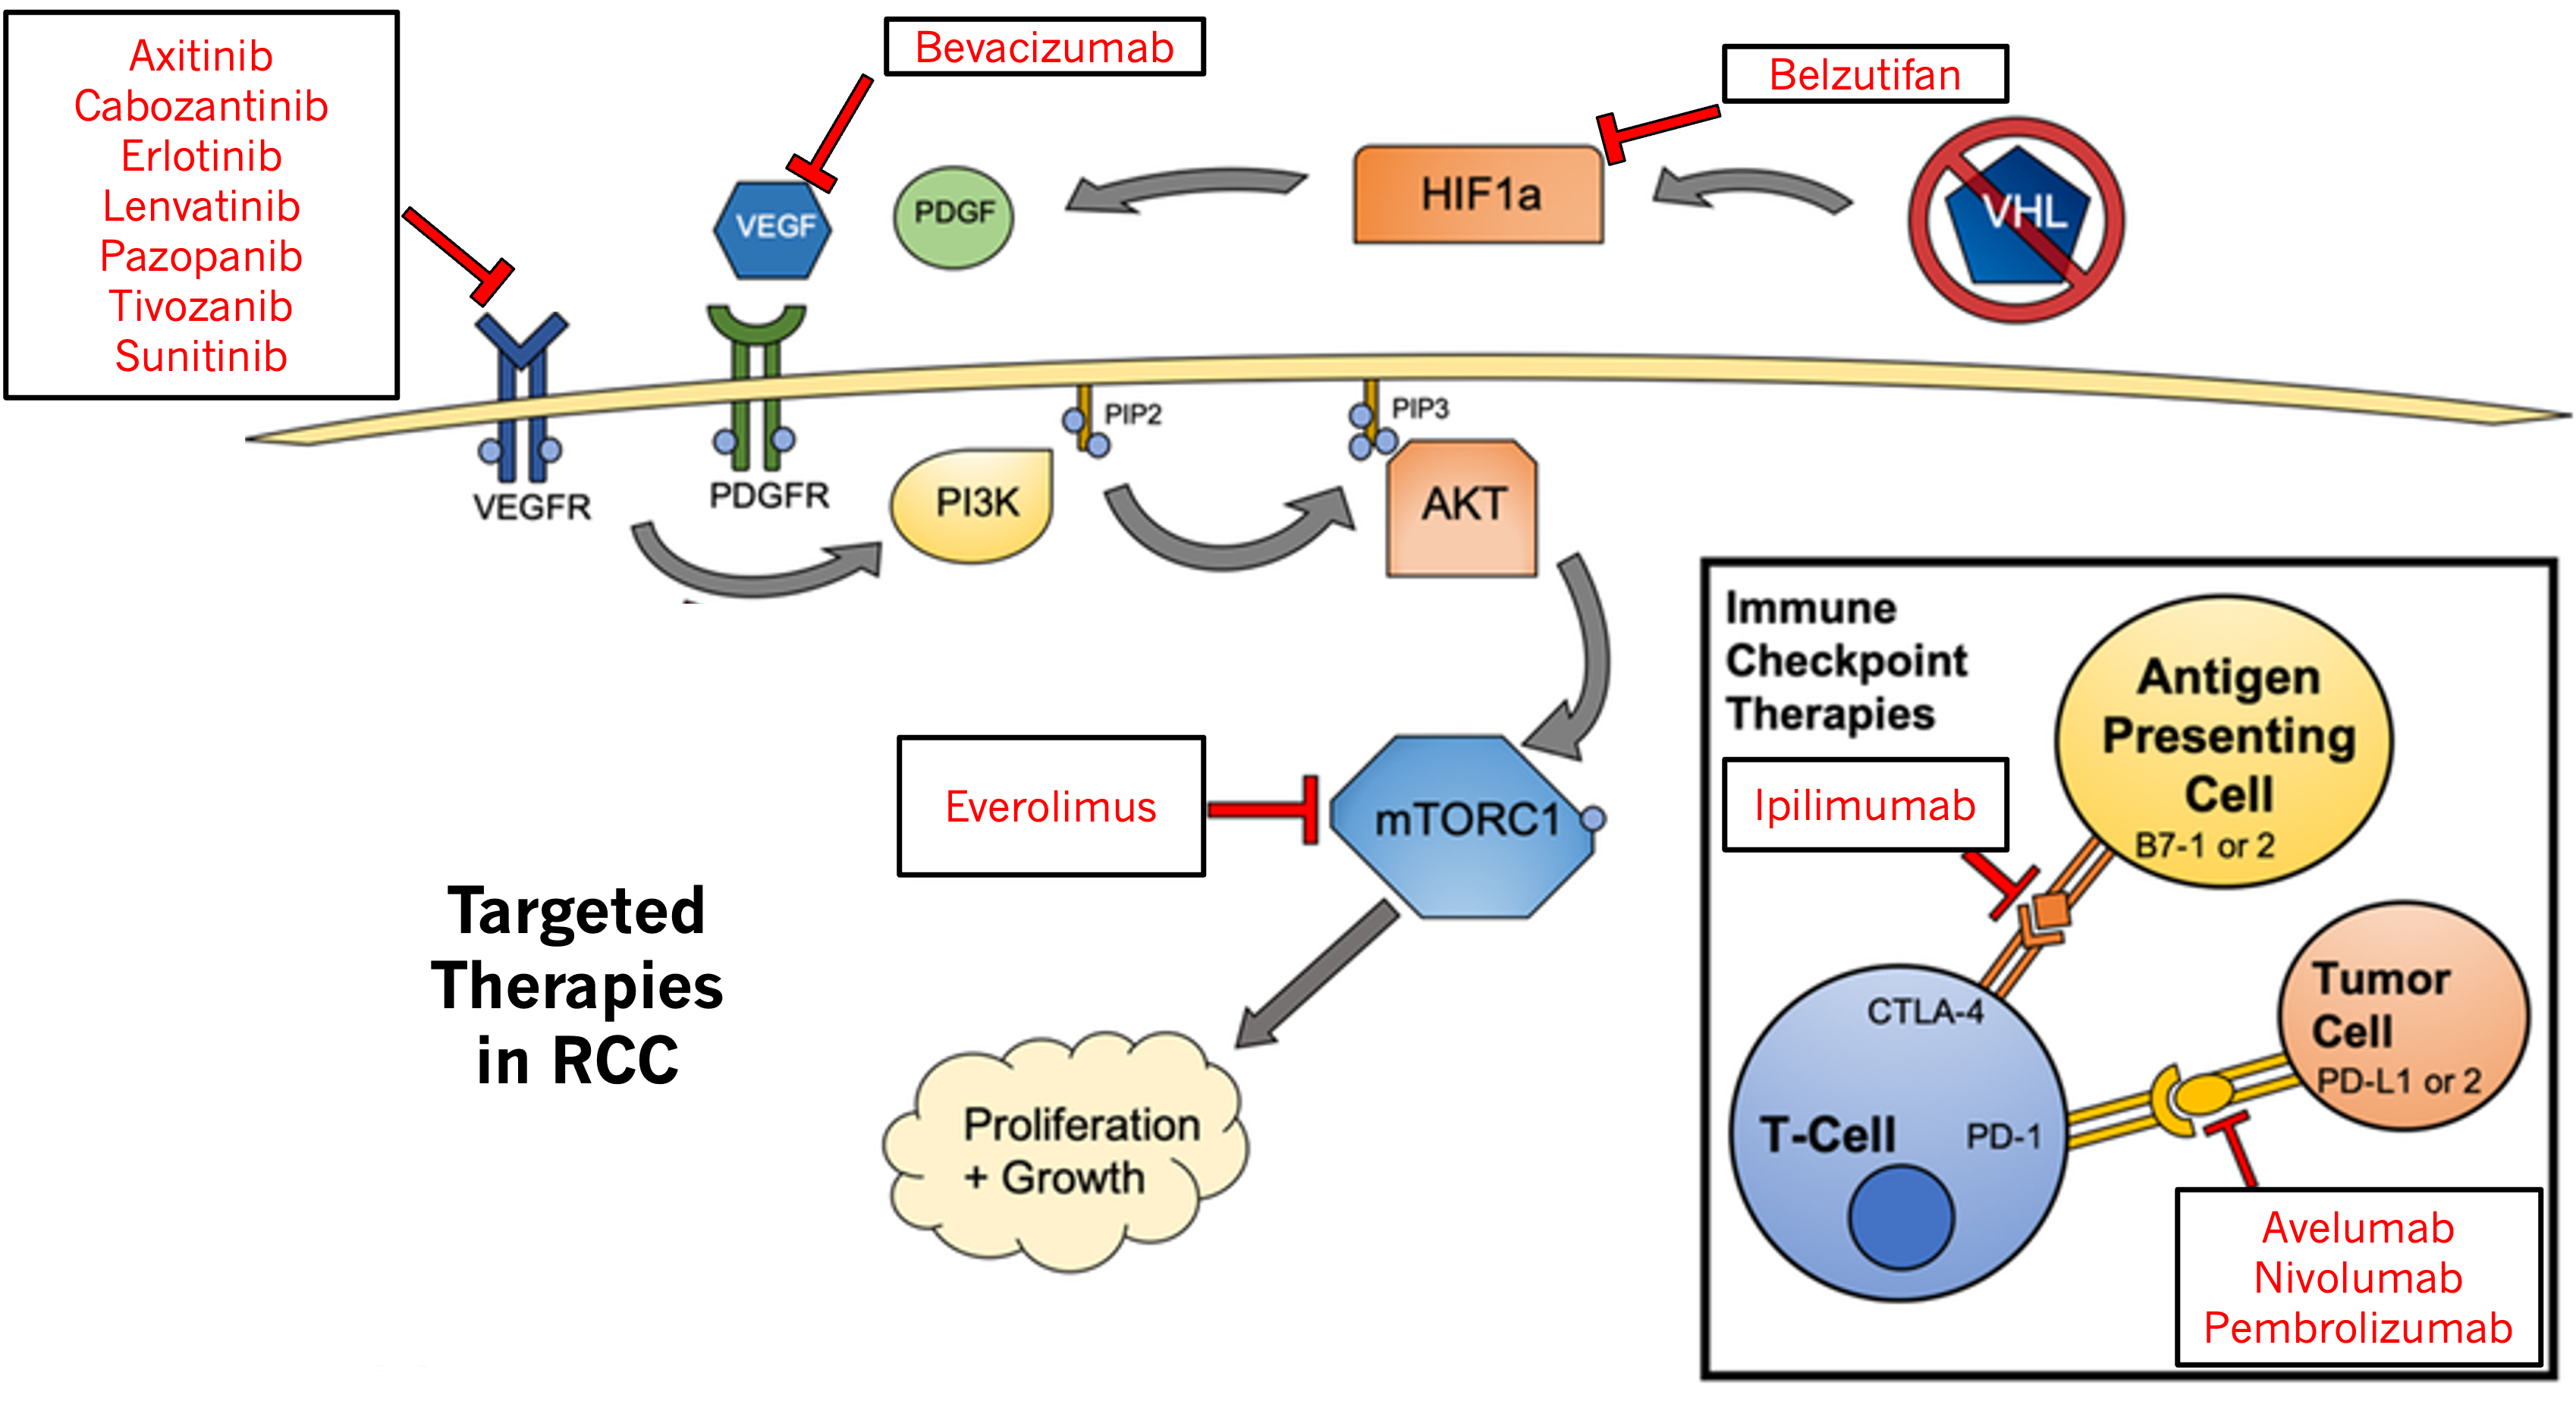 Axitinib
Cabozantinib
Erlotinib
Lenvatinib
Pazopanib
Tivozanib
Sunitinib
Bevacizumab
Belzutifan
VEGF
PDGF
HIF1a
VHL
VEGFR
PDGFR
PI3K
PIP2
PIP3
AKT
Everolimus
mTORC1
Proliferation
+ Growth
Targeted
Therapies
in RCC
Immune
Checkpoint
Therapies
Antigen
Presenting
Cell
B7-1 or 2
Ipilimumab
CTLA-4
T-Cell
PD-1
Tumor
Cell
PD-L1 or 2
Avelumab
Nivolumab
Pembrolizumab